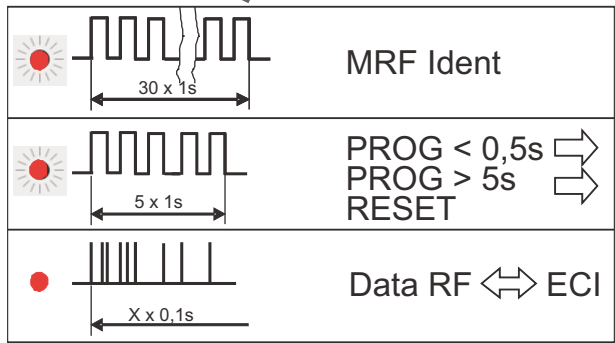 30 x 1s
MRF Ident
5 x 1s
PROG < 0,5s
PROG > 5s
RESET
X x 0,1s
Data RF ⇔ ECI